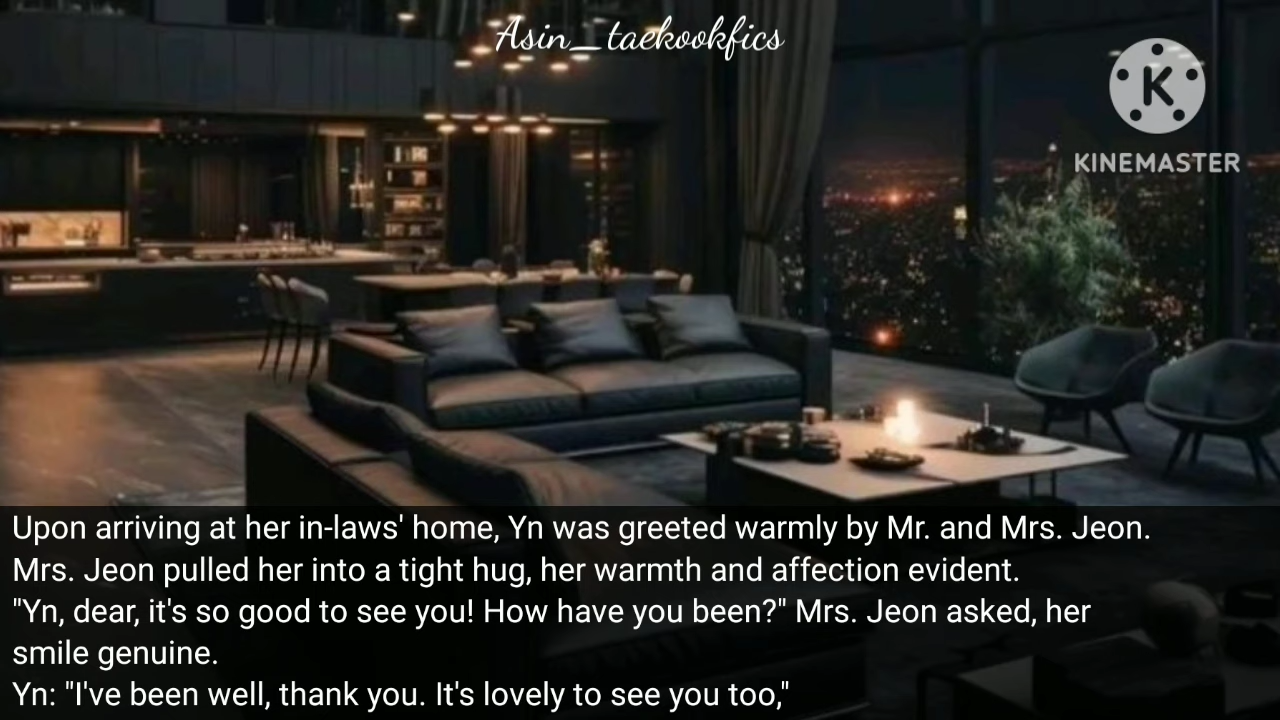 Asin_taekookfics
K
KINEMASTER
Upon arriving at her in-laws' home, Yn was greeted warmly by Mr. and Mrs. Jeon.
Mrs. Jeon pulled her into a tight hug, her warmth and affection evident.
"Yn, dear, it's so good to see you! How have you been?" Mrs. Jeon asked, her
smile genuine.
Yn: "I've been well, thank you. It's lovely to see you too,"